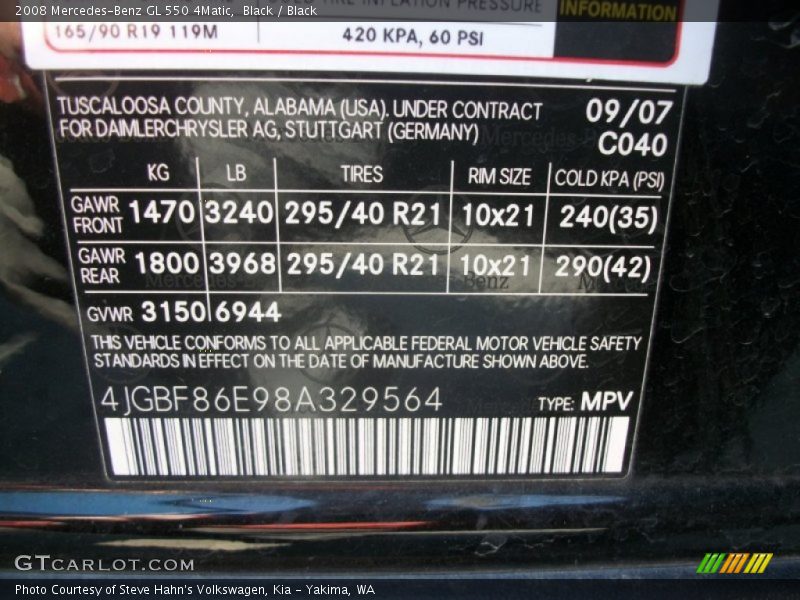 2008 Mercedes-Benz GL 550 4Matic, Black / Black
TIRE INFLATION PRESSURE
INFORMATION
165/90 R19 119M
420 KPA, 60 PSI
TUSCALOOSA COUNTY, ALABAMA (USA). UNDER CONTRACT
FOR DAIMLERCHRYSLER AG, STUTTGART (GERMANY)
09/07
C040
KG LB TIRES RIM SIZE COLD KPA (PSI)
GAWR FRONT 1470 3240 295/40 R21 10x21 240(35)
GAWR REAR 1800 3968 295/40 R21 10x21 290(42)
GVWR 3150 6944
THIS VEHICLE CONFORMS TO ALL APPLICABLE FEDERAL MOTOR VEHICLE SAFETY
STANDARDS IN EFFECT ON THE DATE OF MANUFACTURE SHOWN ABOVE.
4JGBF86E98A329564 TYPE: MPV
GTCARLOT.COM
Photo Courtesy of Steve Hahn's Volkswagen, Kia - Yakima, WA